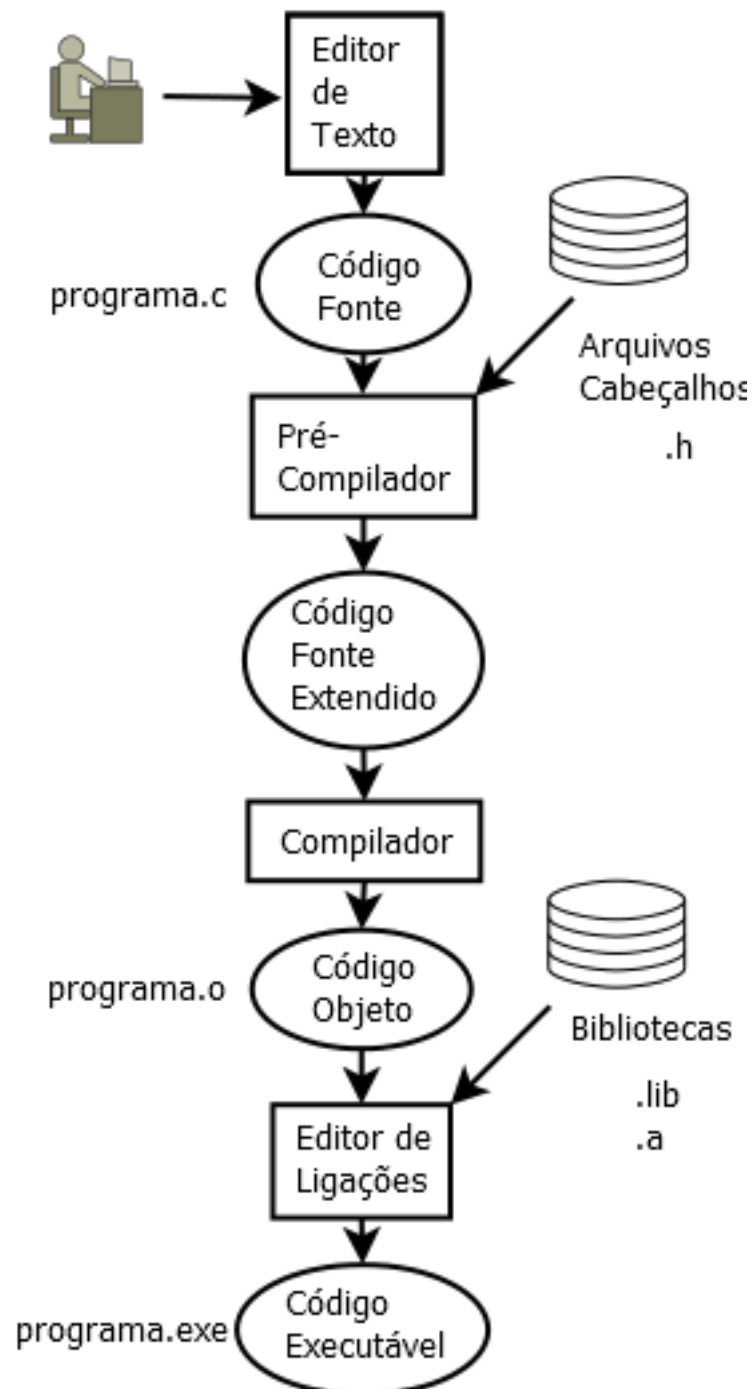 Editor
de
Texto
Código
Fonte
programa.c
Arquivos
Cabeçalhos
.h
Pré-
Compilador
Código
Fonte
Extendido
Compilador
Código
Objeto
programa.o
Bibliotecas
.lib
.a
Editor de
Ligações
Código
Executável
programa.exe